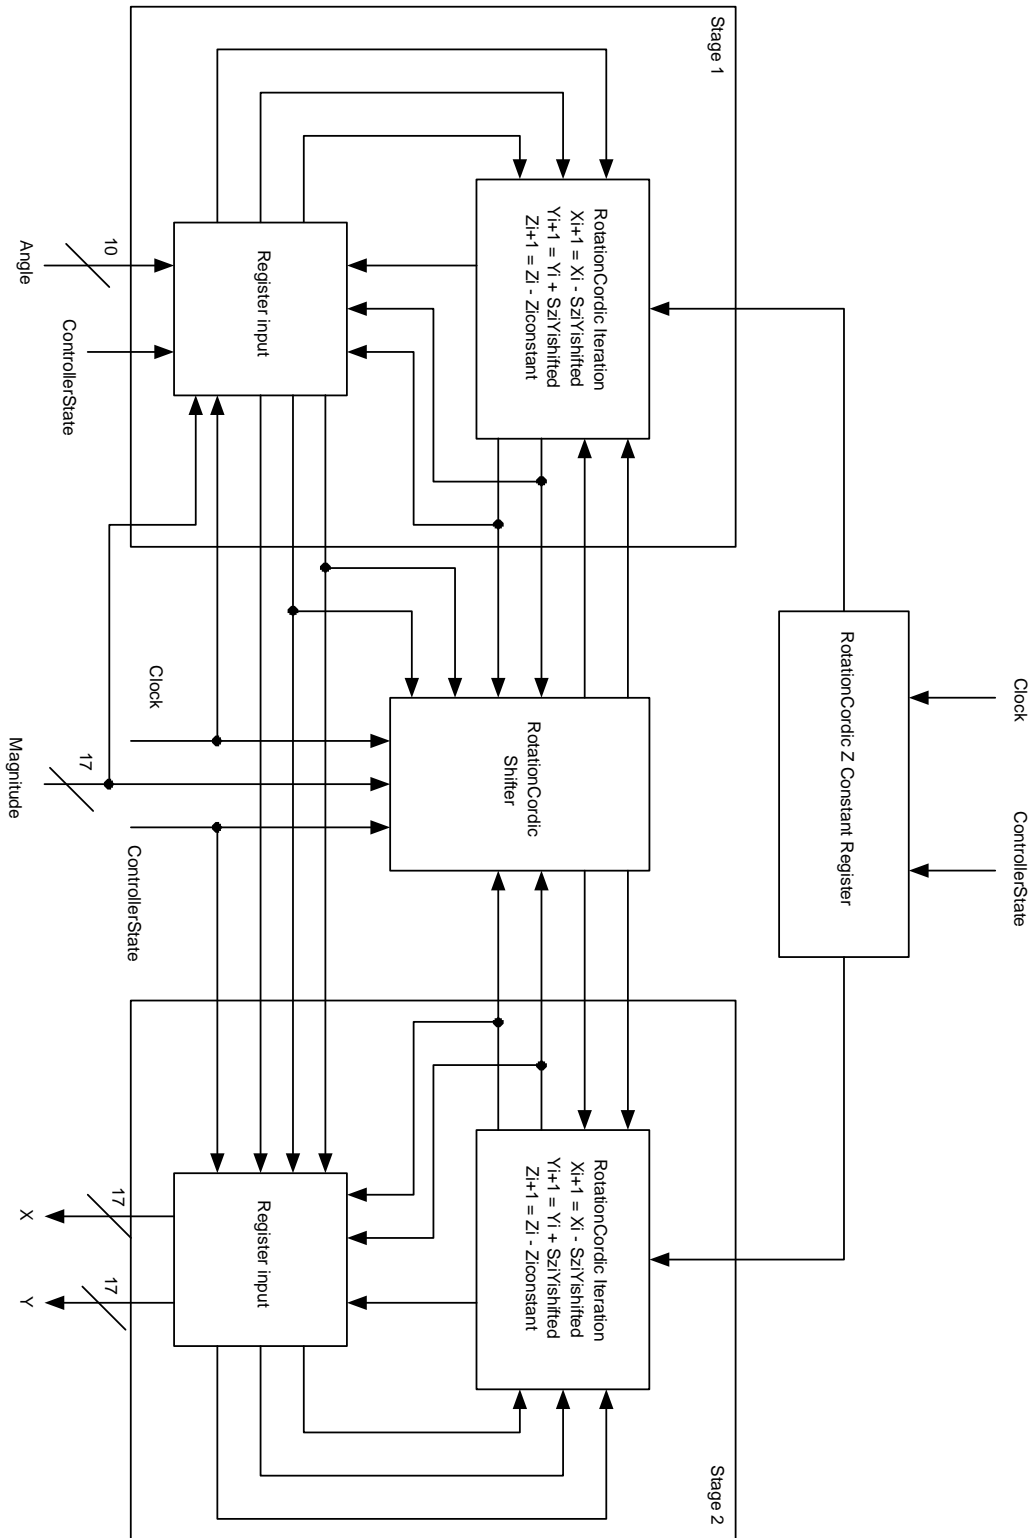 Clock
ControllerState
RotationCordic Z Constant Register
Stage 1
Stage 2
RotationCordic Iteration
Xi+1 = Xi - SziYishifted
Yi+1 = Yi + SziYishifted
Zi+1 = Zi - Ziconstant
RotationCordic
Shifter
RotationCordic Iteration
Xi+1 = Xi - SziYishifted
Yi+1 = Yi + SziYishifted
Zi+1 = Zi - Ziconstant
Register input
Register input
Clock
ControllerState
10
17
17
17
ControllerState
Angle
Magnitude
X
Y